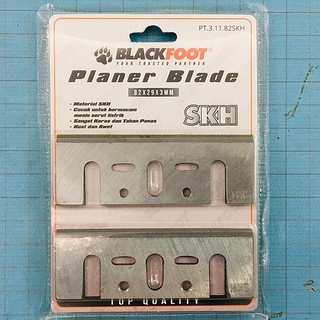 PT.3.11.82SKH
BLACKFOOT
YOUR TRUSTED PARTNER
Planer Blade
82X29X3MM
- Material SKH
- Cocok untuk bermacam
mesin serut listrik
- Sangat Keras dan Tahan Panas
- Kuat dan Awet
SKH
TOP QUALITY